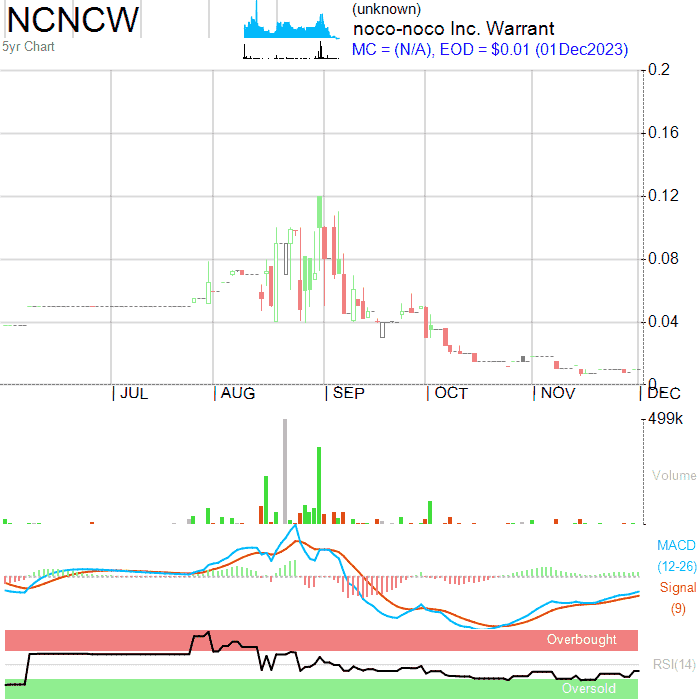 NCNCW
5yr Chart
(unknown)
noco-noco Inc. Warrant
MC = (N/A), EOD = $0.01 (01Dec2023)
0.2
0.16
0.12
0.08
0.04
0
JUL AUG SEP OCT NOV DEC
499k
Volume
MACD
(12-26)
Signal
(9)
Overbought
RSI(14)
Oversold